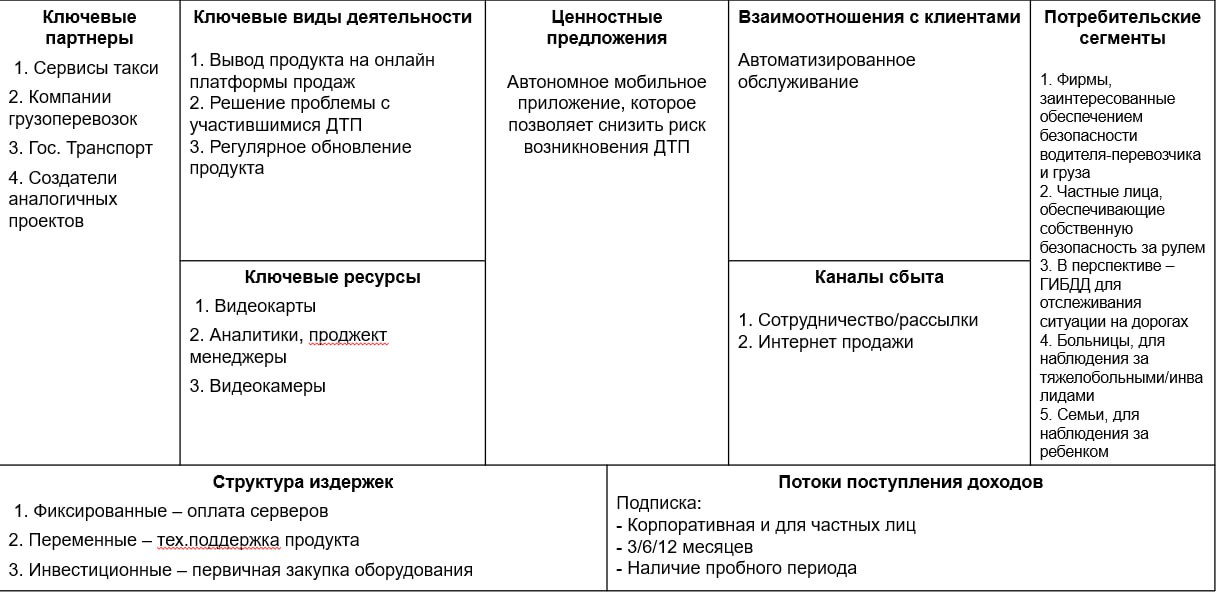 Ключевые
партнеры
1. Сервисы такси
2. Компании
грузоперевозок
3. Гос. Транспорт
4. Создатели
аналогичных
проектов
Ключевые виды деятельности
1. Вывод продукта на онлайн
платформы продаж
2. Решение проблемы с
участившимися ДТП
3. Регулярное обновление
продукта
Ключевые ресурсы
1. Видеокарты
2. Аналитики, проджект
менеджеры
3. Видеокамеры
Ценностные
предложения
Автономное мобильное
приложение, которое
позволяет снизить риск
возникновения ДТП
Взаимоотношения с клиентами
Автоматизированное
обслуживание
Каналы сбыта
1. Сотрудничество/рассылки
2. Интернет продажи
Потребительские
сегменты
1. Фирмы,
заинтересованные
обеспечением
безопасности
водителя-перевозчика
и груза
2. Частные лица,
обеспечивающие
собственную
безопасность за рулем
3. В перспективе –
ГИБДД для
отслеживания
ситуации на дорогах
4. Больницы, для
наблюдения за
тяжелобольными/инва
лидами
5. Семьи, для
наблюдения за
ребенком
Структура издержек
1. Фиксированные – оплата серверов
2. Переменные – тех.поддержка продукта
3. Инвестиционные – первичная закупка оборудования
Потоки поступления доходов
Подписка:
- Корпоративная и для частных лиц
- 3/6/12 месяцев
- Наличие пробного периода